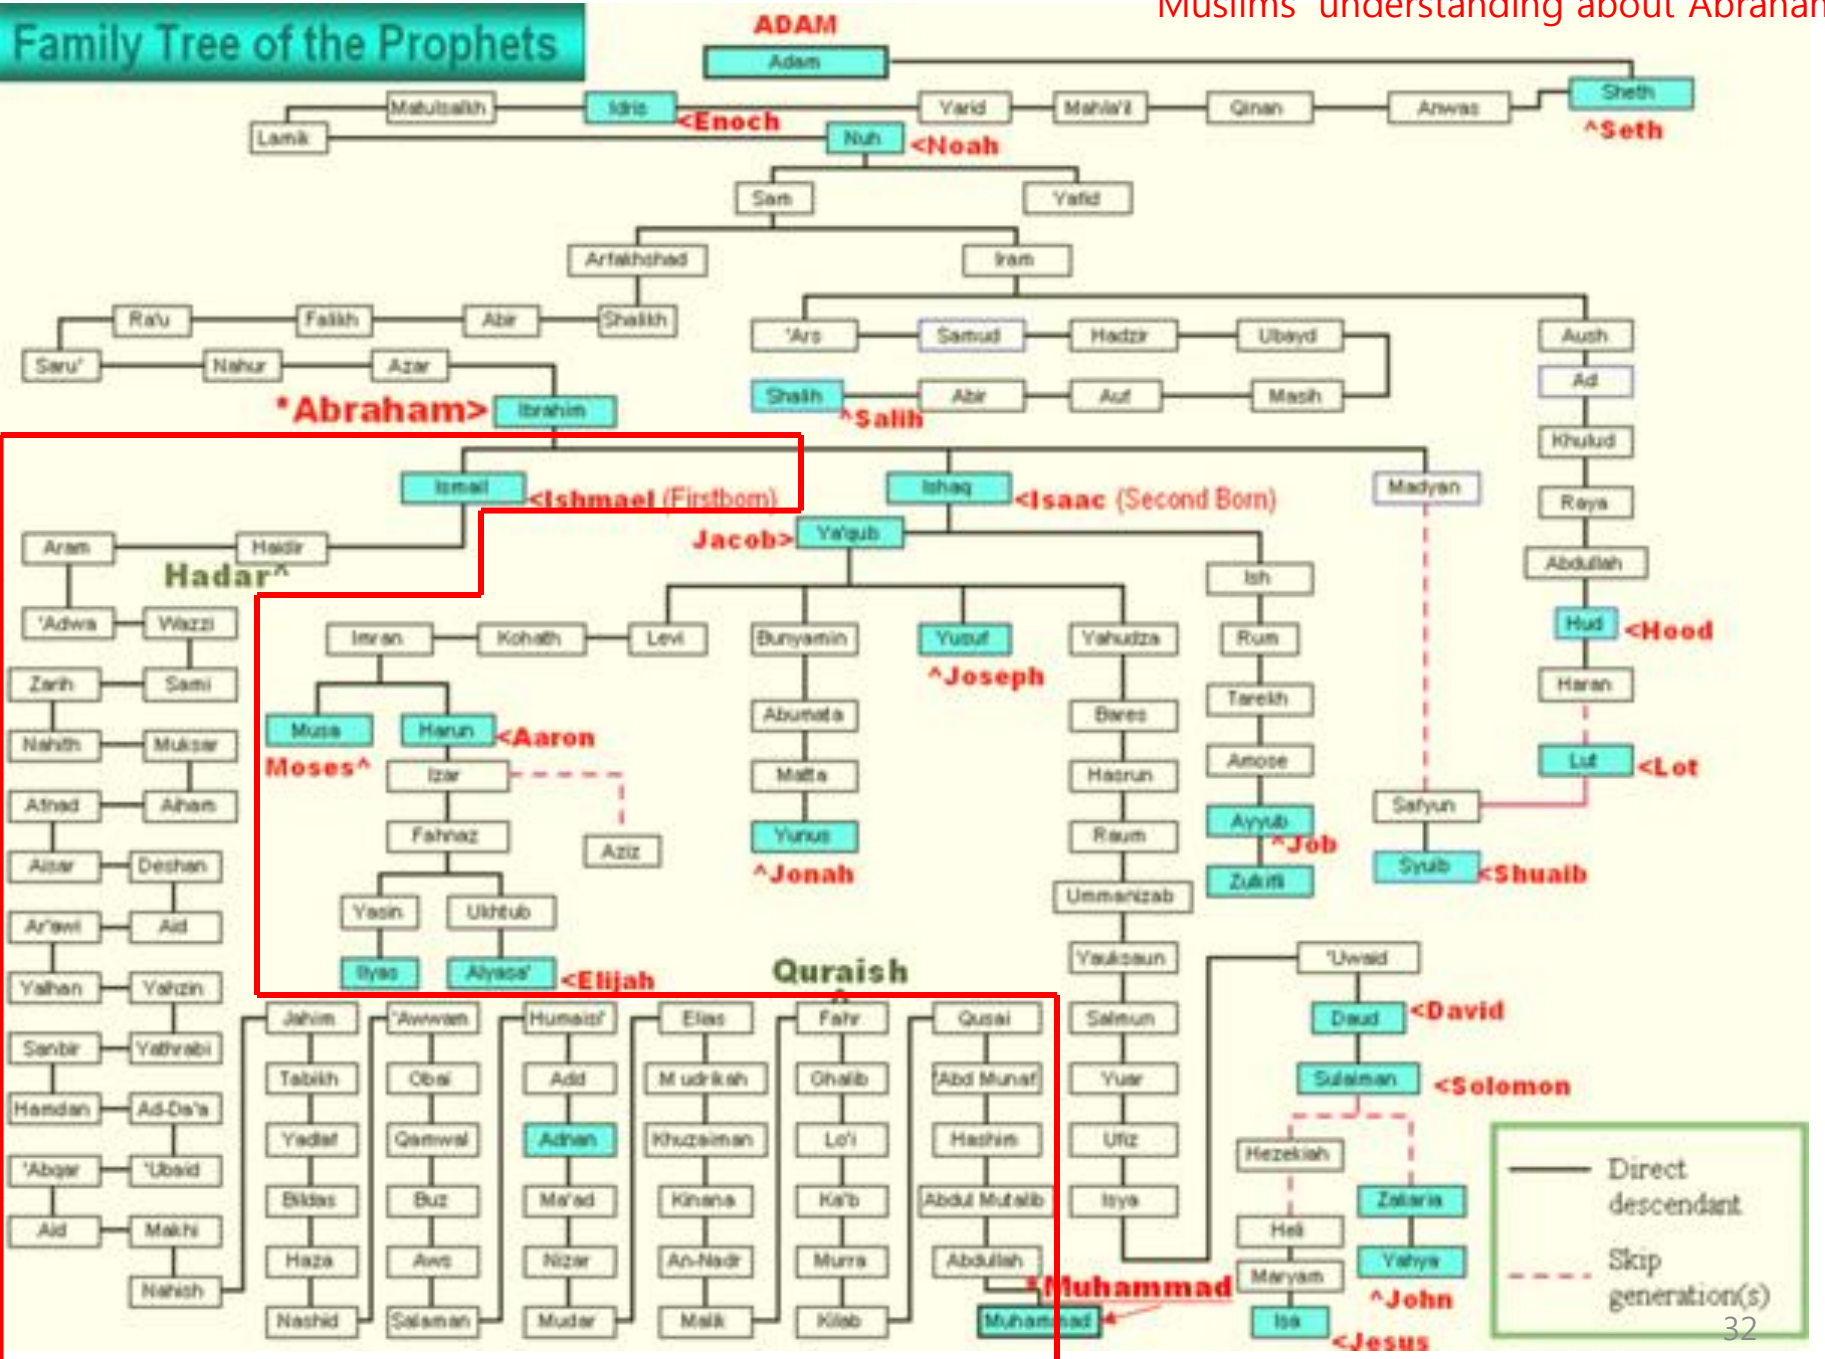 Muslims' understanding about Abraham
Family Tree of the Prophets
ADAM
Adam
Sheth
^Seth
Matulsalkh
Idris
<Enoch
Yarid
Mahla'il
Qinan
Anwas
Lamik
Nuh
<Noah
Sam
Yafid
Arfakhshad
Iram
Ra'u
Falikh
Abir
Shalikh
'Ars
Samud
Hadzir
Ubayd
Aush
Saru'
Nahur
Azar
Ad
*Abraham>
Ibrahim
Shalih
^Salih
Abir
Auf
Masih
Khulud
Ismail
<Ishmael (Firstborn)
Ishaq
<Isaac (Second Born)
Madyan
Raya
Aram
Haidir
Hadar^
Jacob>
Ya'qub
Ish
Abdullah
'Adwa
Wazzi
Imran
Kohath
Levi
Bunyamin
Yusuf
^Joseph
Yahudza
Rum
Hud
<Hood
Zarih
Sami
Tarekh
Haran
Nahith
Muksar
Musa
Moses^
Harun
<Aaron
Abumata
Bares
Amose
Lut
<Lot
Izar
Matta
Hasrun
Afnad
Aiham
Safyun
Fahnaz
Aziz
Yunus
^Jonah
Raum
Ayyub
^Job
Aisar
Deshan
Zulkifli
Syuib
<Shuaib
Yasin
Ukhtub
Ummanizab
Ar'awi
Aid
Ilyas
Alyasa'
<Elijah
Quraish
^
Yauksaun
'Uwaid
Yalhan
Yahzin
Jahim
'Awwam
Humaisi'
Elias
Fahr
Qusai
Salmun
Daud
<David
Sanbir
Yathrabi
Tabikh
Obai
Add
Mudrikah
Ghalib
'Abd Munaf
Yuar
Sulaiman
<Solomon
Hamdan
Ad-Da'a
Yadlaf
Qamwal
Adnan
Khuzaiman
Lo'i
Hashim
Ufiz
Hezekiah
'Abqar
'Ubaid
Bildas
Buz
Ma'ad
Kinana
Ka'b
Abdul Mutalib
Isya
Zakaria
Aid
Makhi
Haza
Aws
Nizar
An-Nadr
Murra
Abdullah
Heli
Yahya
^John
Nahish
*Muhammad
Maryam
Nashid
Salaman
Mudar
Malik
Kilab
Muhammad
Isa
<Jesus
Direct
descendant
Skip
generation(s)
32